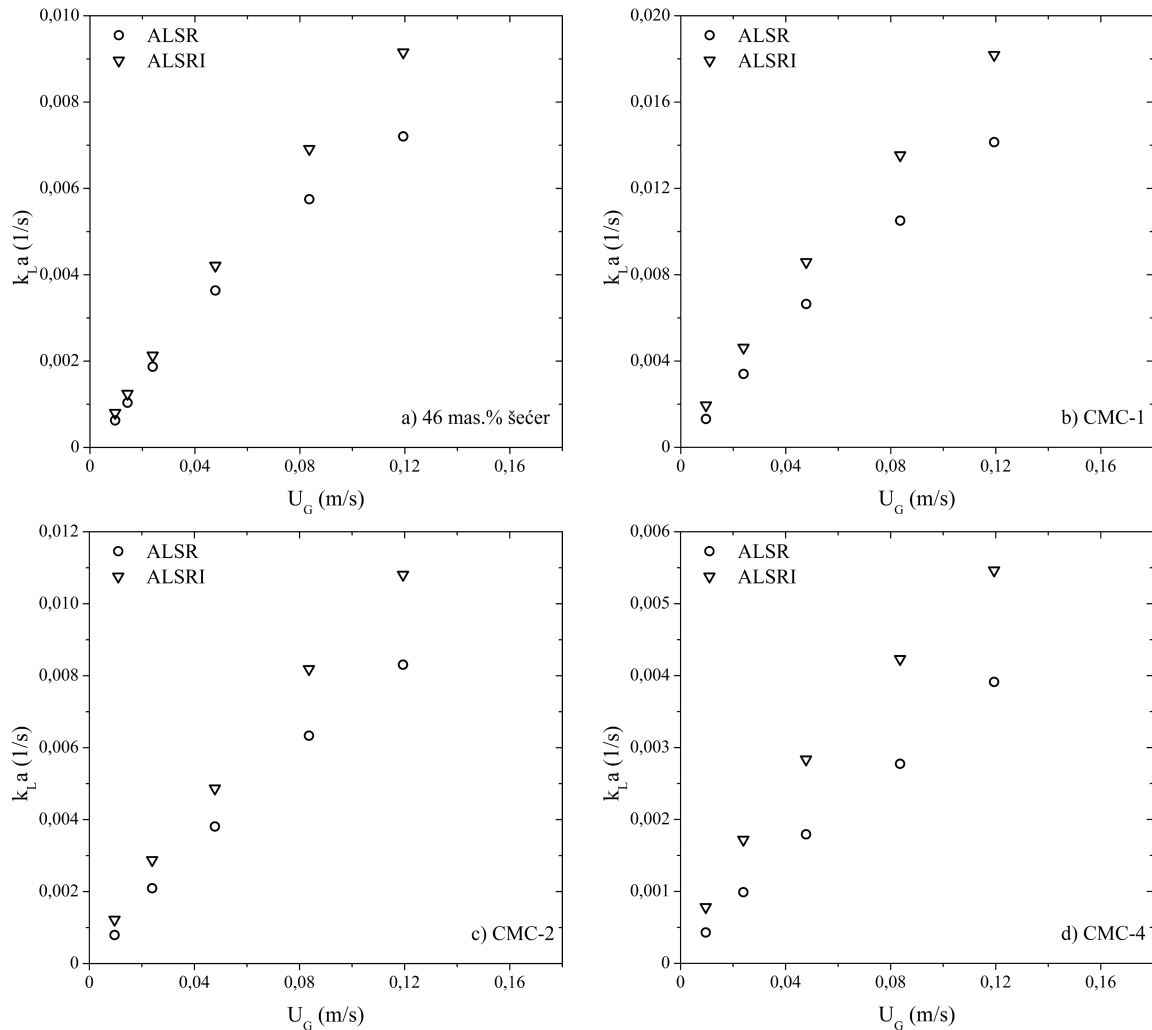 0,010
ALSR
ALSRI
0,008
0,006
0,004
0,002
0
k_L a (1/s)
a) 46 mas.% šećer
0 0,04 0,08 0,12 0,16
U_G (m/s)
0,020
ALSR
ALSRI
0,016
0,012
0,008
0,004
0
k_L a (1/s)
b) CMC-1
0 0,04 0,08 0,12 0,16
U_G (m/s)
0,012
ALSR
ALSRI
0,010
0,008
0,006
0,004
0,002
0
k_L a (1/s)
c) CMC-2
0 0,04 0,08 0,12 0,16
U_G (m/s)
0,006
ALSR
ALSRI
0,005
0,004
0,003
0,002
0,001
0
k_L a (1/s)
d) CMC-4
0 0,04 0,08 0,12 0,16
U_G (m/s)